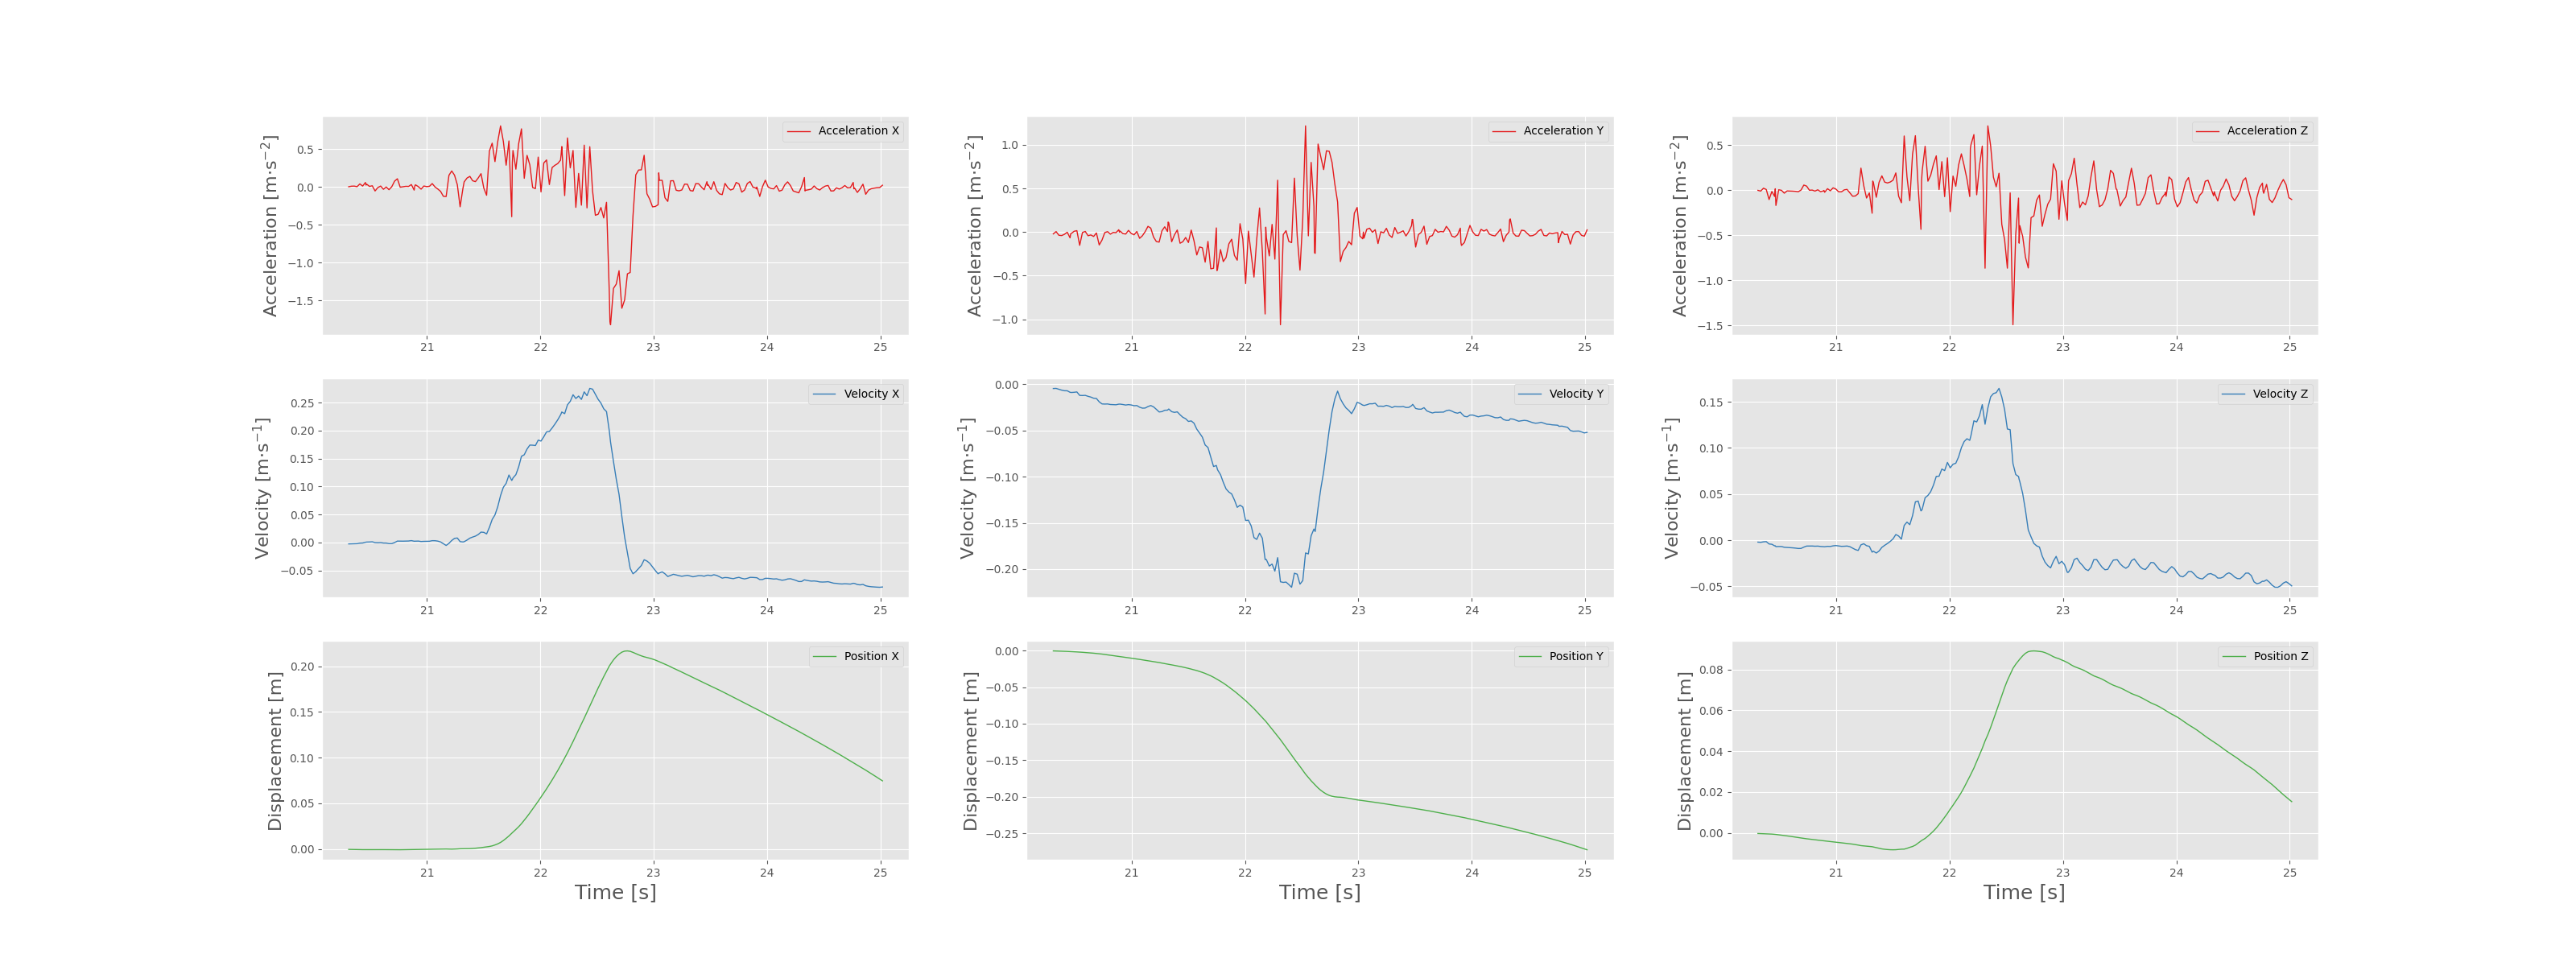 Acceleration [m·s⁻²]
0.5
0.0
−0.5
−1.0
−1.5
Acceleration X
21 22 23 24 25
Acceleration [m·s⁻²]
1.0
0.5
0.0
−0.5
−1.0
Acceleration Y
21 22 23 24 25
Acceleration [m·s⁻²]
0.5
0.0
−0.5
−1.0
−1.5
Acceleration Z
21 22 23 24 25
Velocity [m·s⁻¹]
0.25
0.20
0.15
0.10
0.05
0.00
−0.05
Velocity X
21 22 23 24 25
Velocity [m·s⁻¹]
0.00
−0.05
−0.10
−0.15
−0.20
Velocity Y
21 22 23 24 25
Velocity [m·s⁻¹]
0.15
0.10
0.05
0.00
−0.05
Velocity Z
21 22 23 24 25
Displacement [m]
0.20
0.15
0.10
0.05
0.00
Position X
21 22 23 24 25
Time [s]
Displacement [m]
0.00
−0.05
−0.10
−0.15
−0.20
−0.25
Position Y
21 22 23 24 25
Time [s]
Displacement [m]
0.08
0.06
0.04
0.02
0.00
Position Z
21 22 23 24 25
Time [s]